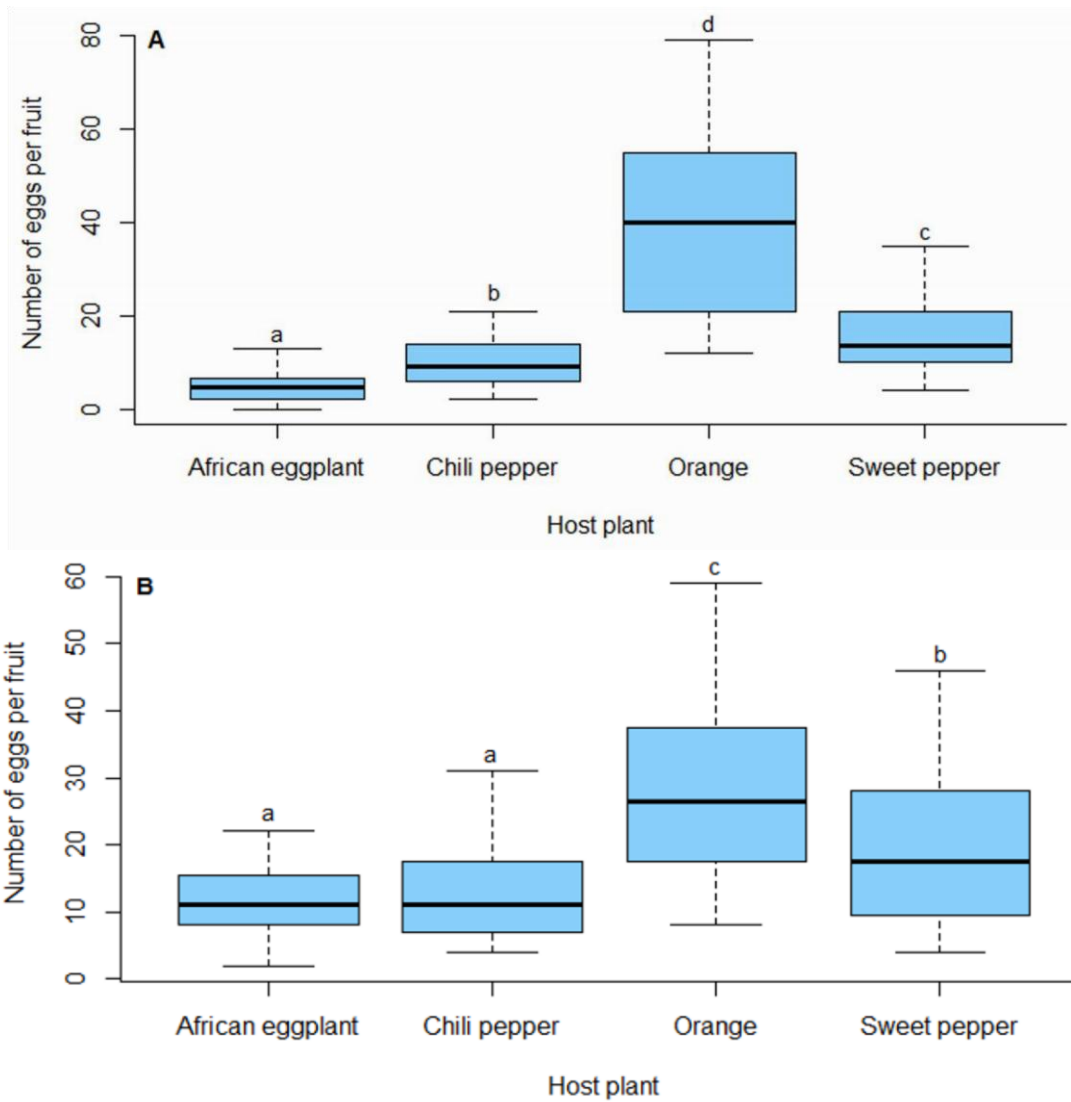 A
Number of eggs per fruit
80
60
40
20
0
a
b
d
c
African eggplant Chili pepper Orange Sweet pepper
Host plant
B
Number of eggs per fruit
60
50
40
30
20
10
0
a
a
c
b
African eggplant Chili pepper Orange Sweet pepper
Host plant